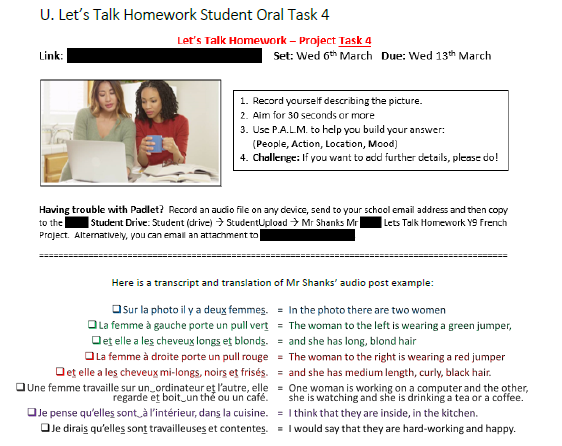 U. Let's Talk Homework Student Oral Task 4
Let's Talk Homework – Project Task 4
Link: Set: Wed 6th March Due: Wed 13th March
1. Record yourself describing the picture.
2. Aim for 30 seconds or more
3. Use P.A.L.M. to help you build your answer:
(People, Action, Location, Mood)
4. Challenge: If you want to add further details, please do!
Having trouble with Padlet? Record an audio file on any device, send to your school email address and then copy
to the Student Drive: Student (drive) → StudentUpload → Mr Shanks Mr Lets Talk Homework Y9 French
Project. Alternatively, you can email an attachment to
Here is a transcript and translation of Mr Shanks' audio post example:
❑Sur la photo il y a deux femmes. = In the photo there are two women
❑La femme à gauche porte un pull vert = The woman to the left is wearing a green jumper,
❑et elle a les cheveux longs et blonds. = and she has long, blond hair
❑La femme à droite porte un pull rouge = The woman to the right is wearing a red jumper
❑et elle a les cheveux mi-longs, noirs et frisés. = and she has medium length, curly, black hair.
❑Une femme travaille sur un‿ordinateur et l'autre, elle = One woman is working on a computer and the other,
regarde et boit‿un thé ou un café. she is watching and she is drinking a tea or a coffee.
❑Je pense qu'elles sont‿à l'intérieur, dans la cuisine. = I think that they are inside, in the kitchen.
❑Je dirais qu'elles sont travailleuses et contentes. = I would say that they are hard-working and happy.